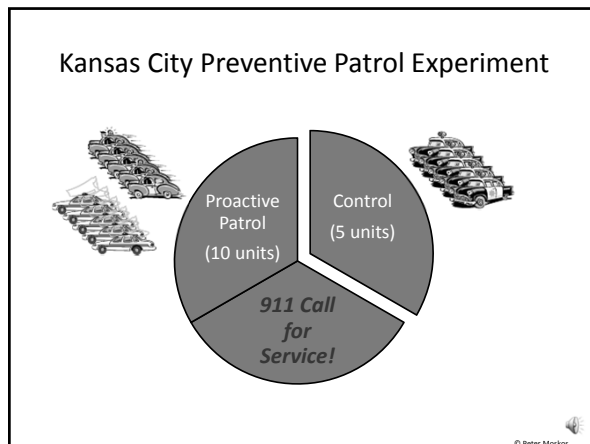 Kansas City Preventive Patrol Experiment
Proactive
Patrol
(10 units)
Control
(5 units)
911 Call
for
Service!
© Peter Moskos